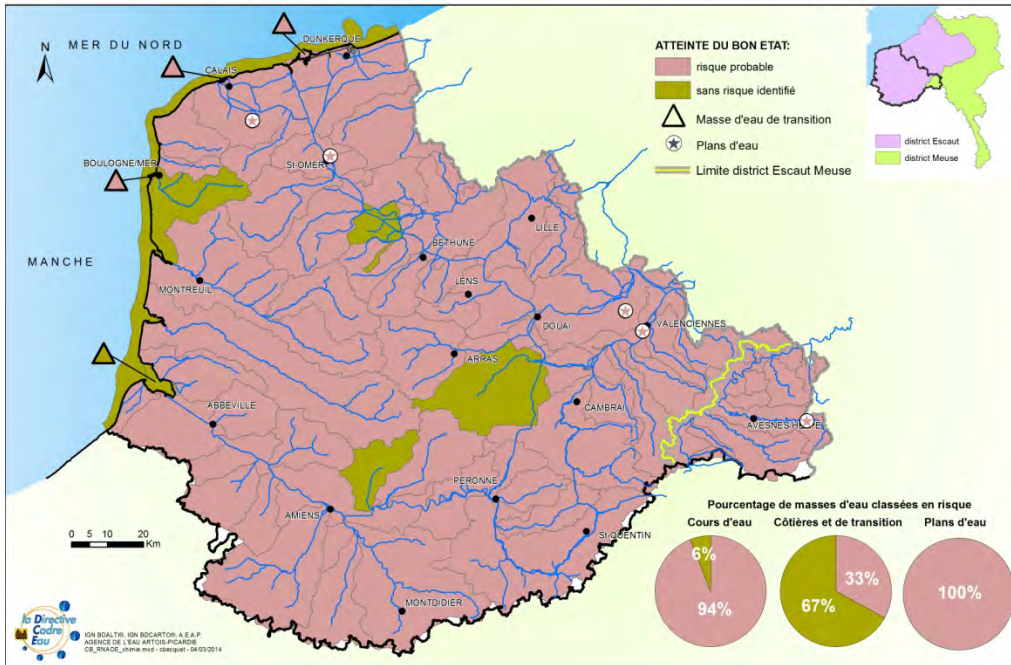 N
MER DU NORD
DUNKERQUE
CALAIS
BOULOGNE/MER
St-OMER
MANCHE
BETHUNE
LILLE
MONTREUIL
LENS
DOUAI
VALENCIENNES
ARRAS
ABBEVILLE
CAMBRAI
PERONNE
AMIENS
St-QUENTIN
MONTDIDIER
0 5 10 20
Km
ATTEINTE DU BON ETAT:
risque probable
sans risque identifié
Masse d'eau de transition
Plans d'eau
Limite district Escaut Meuse
district Escaut
district Meuse
Pourcentage de masses d'eau classées en risque
Cours d'eau Côtières et de transition Plans d'eau
6%
94%
33%
67%
100%
la Directive
Cadre
Eau
IGN BDALTI®, IGN BDCARTO®, A.E.A.P.
AGENCE DE L'EAU ARTOIS-PICARDIE
CB_RNAOE_chimie.mxd - cbecquet - 04/03/2014